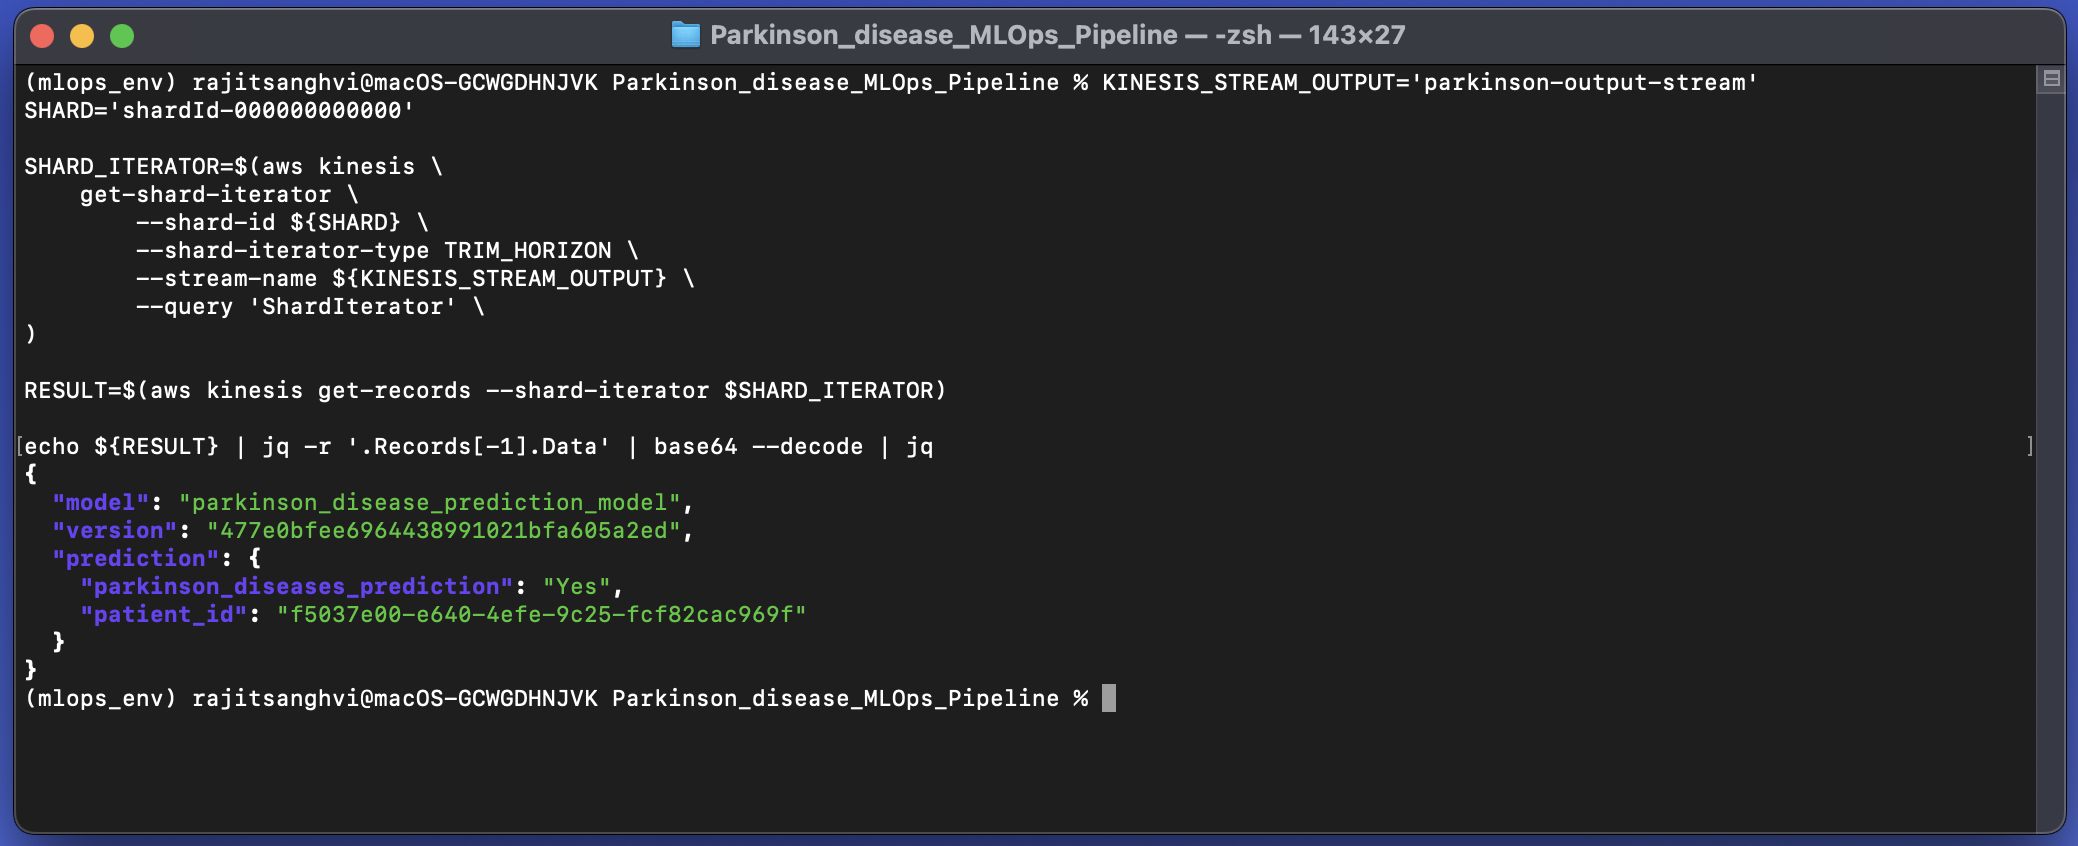 Parkinson_disease_MLOps_Pipeline — -zsh — 143×27
(mlops_env) rajitsanghvi@macOS-GCWGDHNJVK Parkinson_disease_MLOps_Pipeline % KINESIS_STREAM_OUTPUT='parkinson-output-stream'
SHARD='shardId-000000000000'
SHARD_ITERATOR=$(aws kinesis \
    get-shard-iterator \
        --shard-id ${SHARD} \
        --shard-iterator-type TRIM_HORIZON \
        --stream-name ${KINESIS_STREAM_OUTPUT} \
        --query 'ShardIterator' \
)
RESULT=$(aws kinesis get-records --shard-iterator $SHARD_ITERATOR)
[echo ${RESULT} | jq -r '.Records[-1].Data' | base64 --decode | jq ]
{
  "model": "parkinson_disease_prediction_model",
  "version": "477e0bfee6964438991021bfa605a2ed",
  "prediction": {
    "parkinson_diseases_prediction": "Yes",
    "patient_id": "f5037e00-e640-4efe-9c25-fcf82cac969f"
  }
}
(mlops_env) rajitsanghvi@macOS-GCWGDHNJVK Parkinson_disease_MLOps_Pipeline %